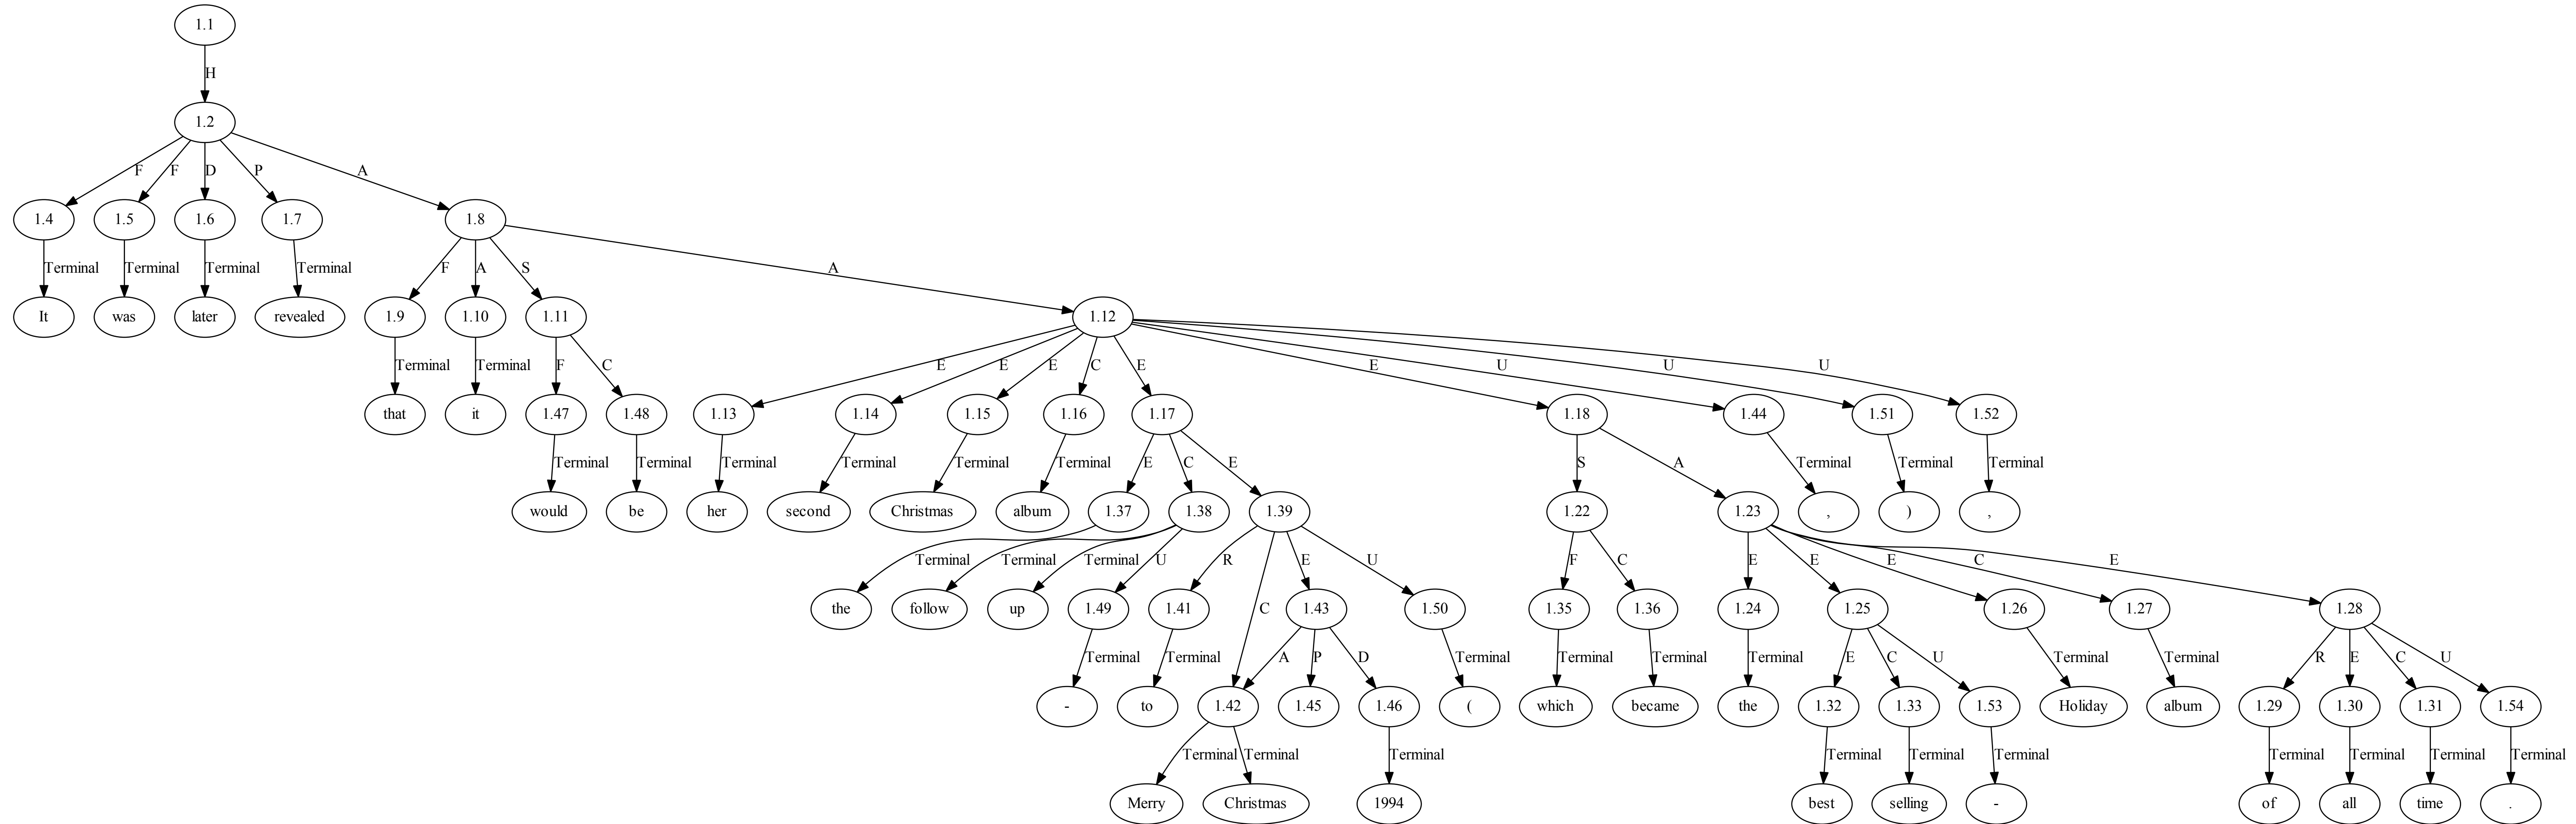 1.1
H
1.2
F F D P A
1.4 1.5 1.6 1.7 1.8
Terminal Terminal Terminal Terminal F A S A
It was later revealed 1.9 1.10 1.11 1.12
Terminal Terminal F C E E E C E E U U U
that it 1.47 1.48 1.13 1.14 1.15 1.16 1.17 1.18 1.44 1.51 1.52
Terminal Terminal Terminal Terminal Terminal Terminal E C E S A Terminal Terminal Terminal
would be her second Christmas album 1.37 1.38 1.39 1.22 1.23 , ) ,
Terminal Terminal Terminal U R C E U F C E E E C E
the follow up 1.49 1.41 1.43 1.50 1.35 1.36 1.24 1.25 1.26 1.27 1.28
Terminal Terminal A P D Terminal Terminal Terminal Terminal E C U Terminal Terminal R E C U
- to 1.42 1.45 1.46 ( which became the 1.32 1.33 1.53 Holiday album 1.29 1.30 1.31 1.54
Terminal Terminal Terminal Terminal Terminal Terminal Terminal Terminal Terminal Terminal
Merry Christmas 1994 best selling - of all time .